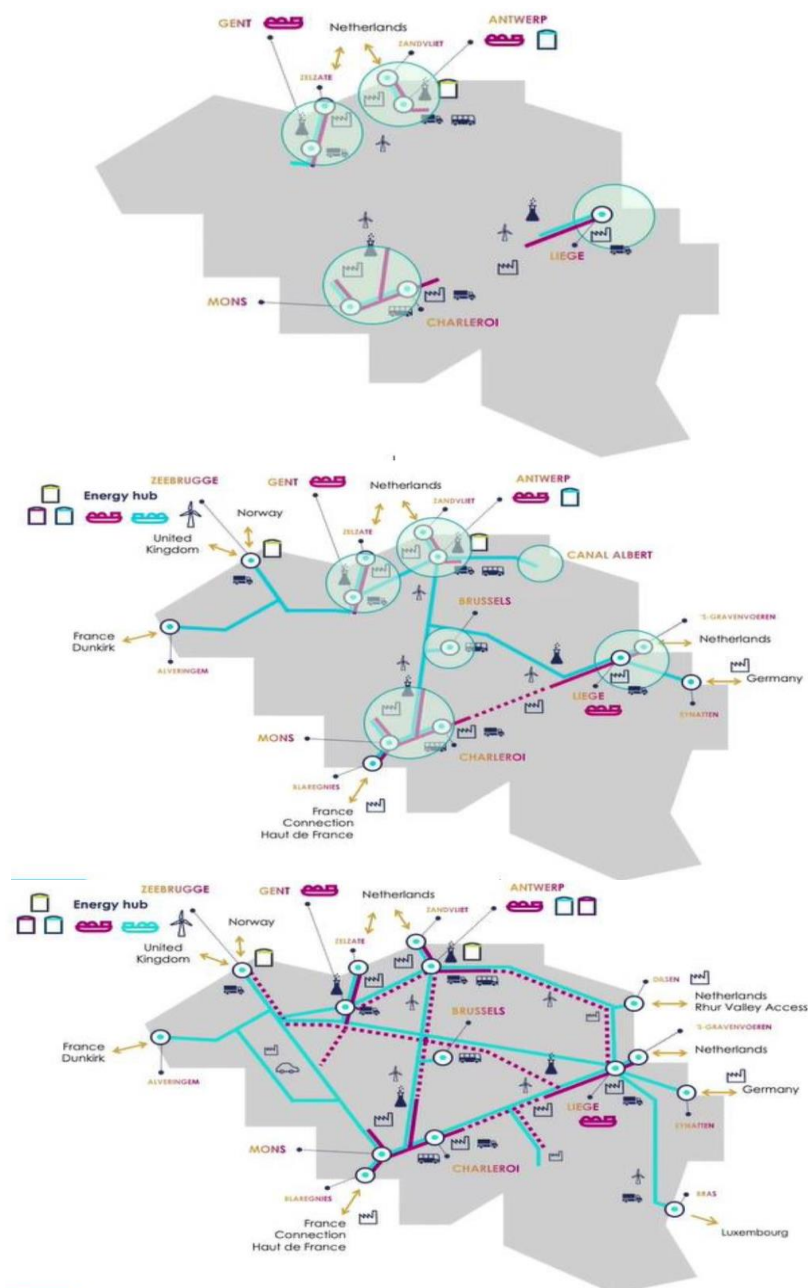 GENT
Netherlands
ANTWERP
ZANDVLIET
ZELZATE
LIEGE
MONS
CHARLEROI
ZEEBRUGGE
GENT
Netherlands
ANTWERP
Energy hub
Norway
ZANDVLIET
ZELZATE
United
Kingdom
CANAL ALBERT
BRUSSELS
'S-GRAVENVOEREN
France
Dunkirk
Netherlands
ALVERINGEM
Germany
LIEGE
EYNATTEN
MONS
CHARLEROI
BLAREGNIES
France
Connection
Haut de France
ZEEBRUGGE
GENT
Netherlands
ANTWERP
Energy hub
Norway
ZANDVLIET
ZELZATE
United
Kingdom
DILSEN
Netherlands
Rhur Valley Access
BRUSSELS
'S-GRAVENVOEREN
France
Dunkirk
Netherlands
ALVERINGEM
Germany
LIEGE
EYNATTEN
MONS
CHARLEROI
BLAREGNIES
BRAS
France
Connection
Haut de France
Luxembourg